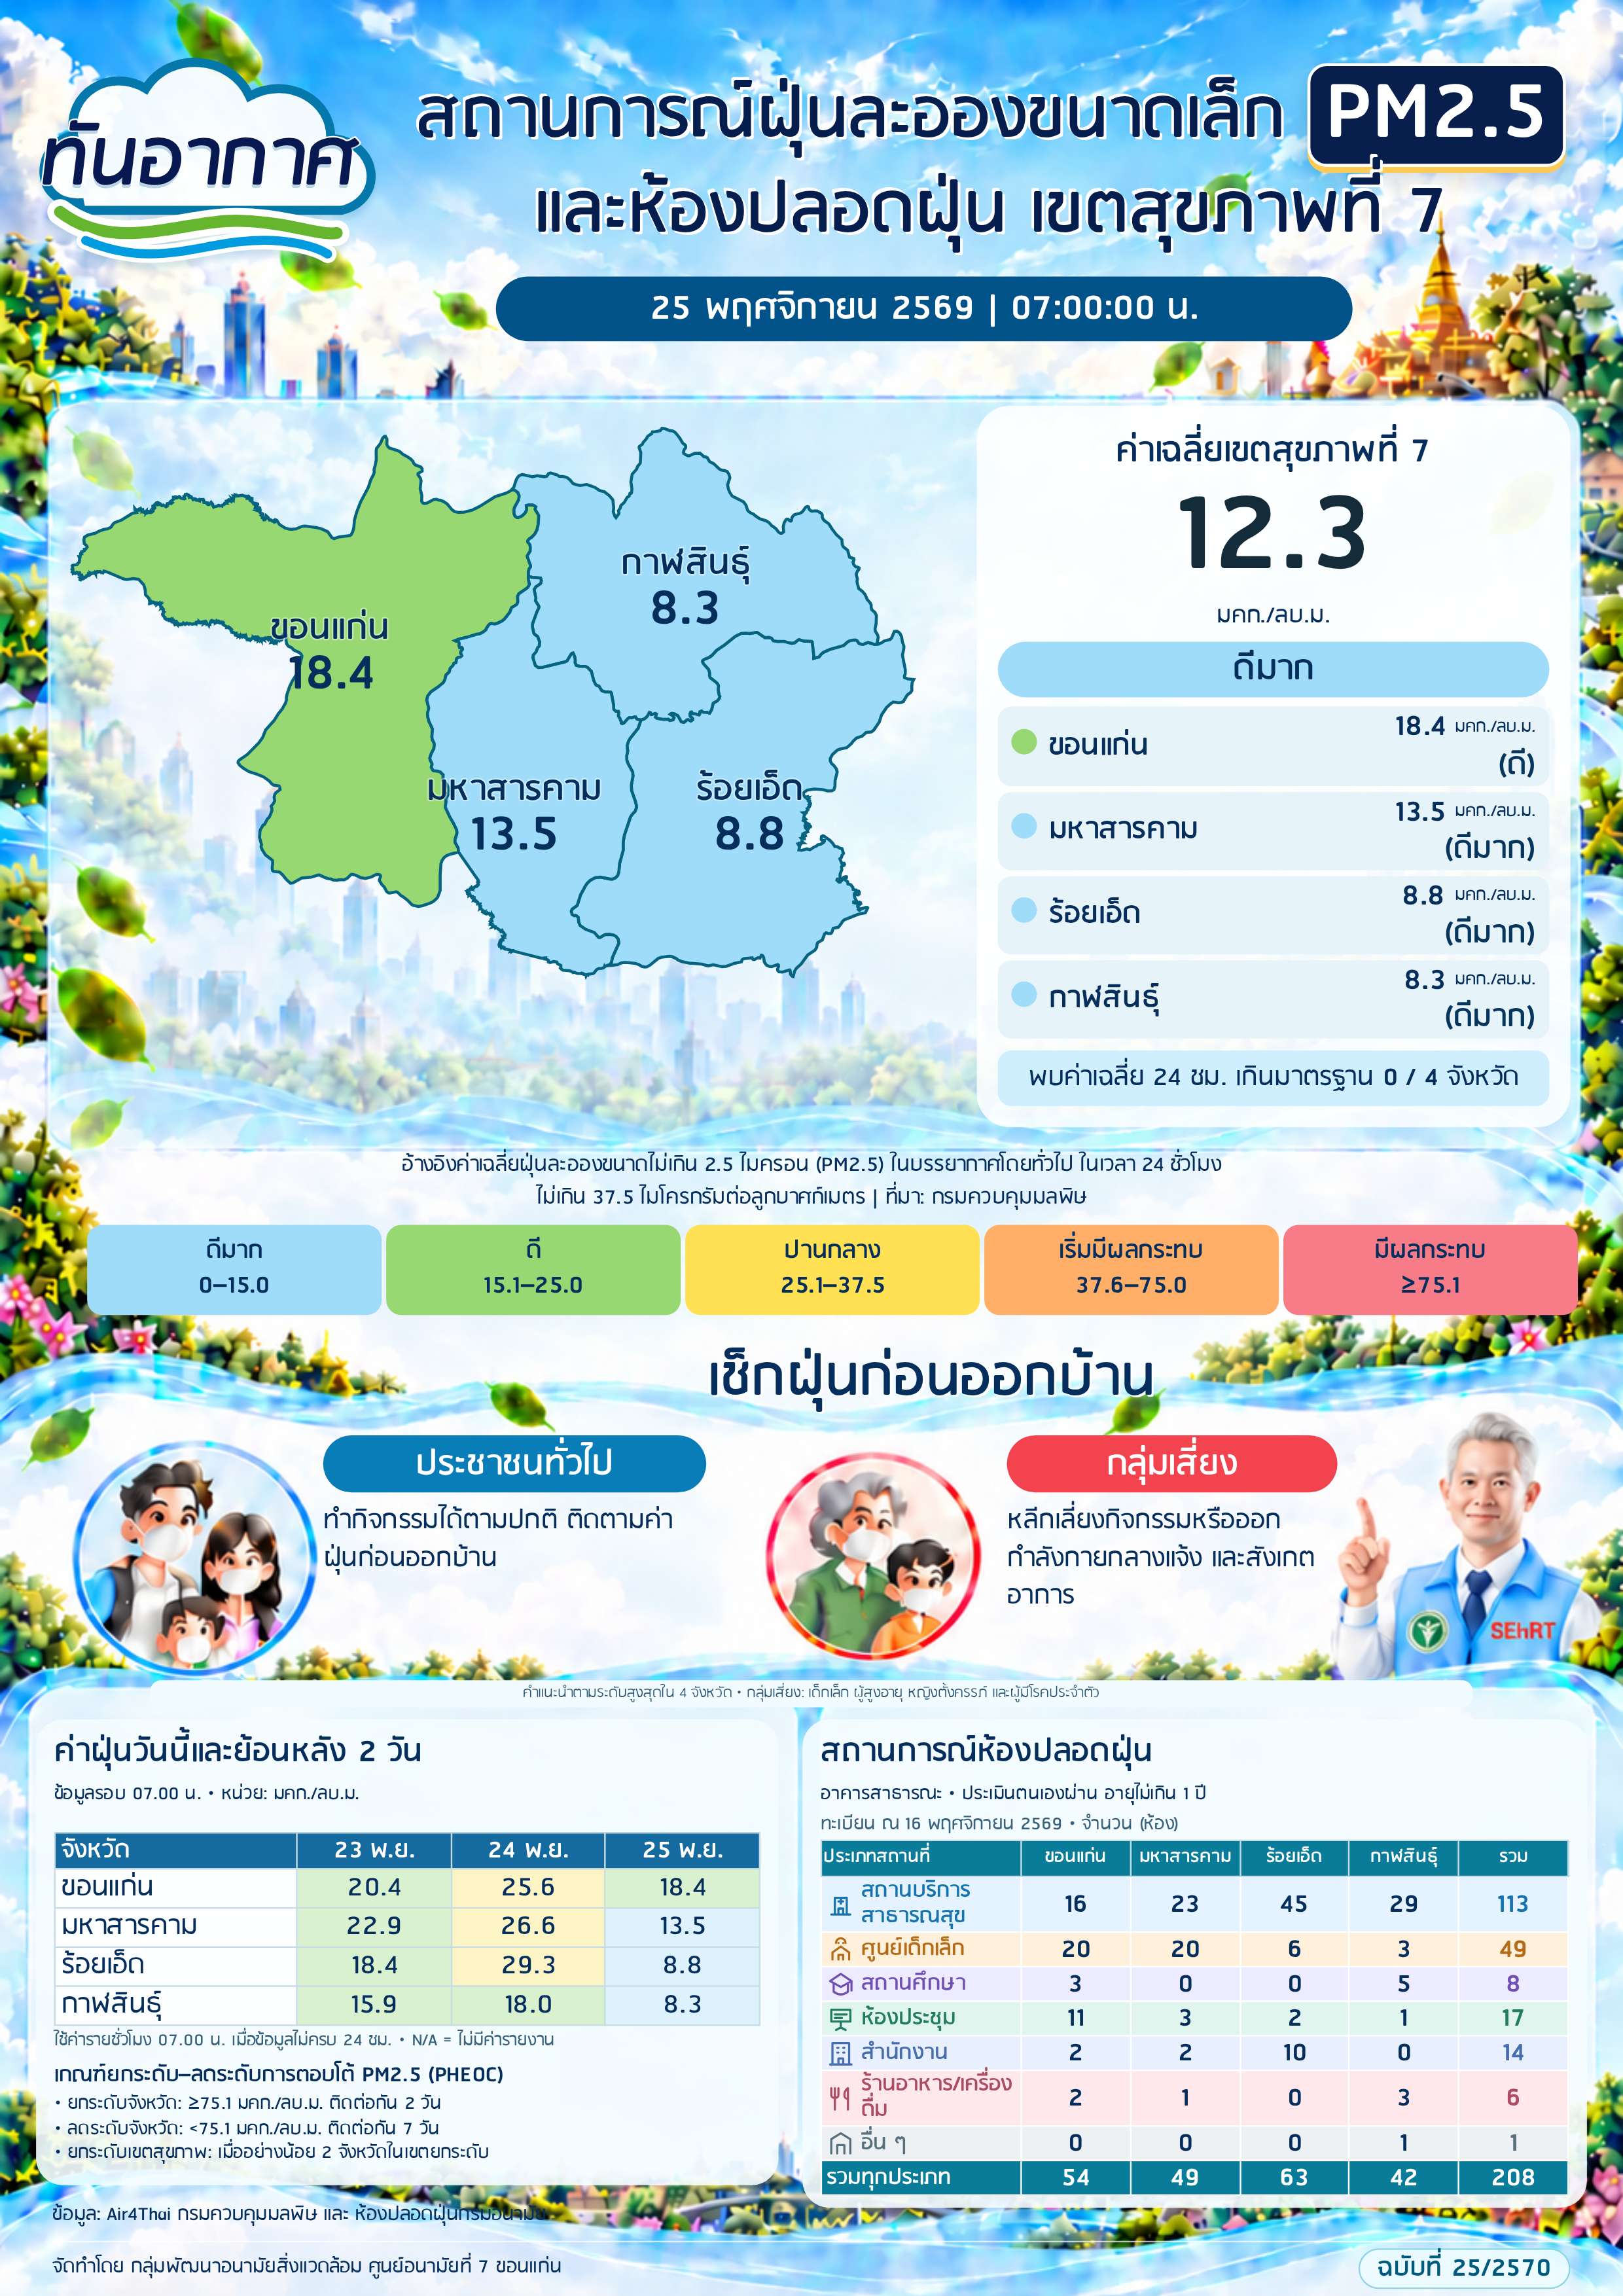 ทันอากาศ
สถานการณ์ฝุ่นละอองขนาดเล็ก PM2.5
และห้องปลอดฝุ่น เขตสุขภาพที่ 7
25 พฤศจิกายน 2569 | 07:00:00 น.
ขอนแก่น
18.4
กาฬสินธุ์
8.3
มหาสารคาม
13.5
ร้อยเอ็ด
8.8
ค่าเฉลี่ยเขตสุขภาพที่ 7
12.3
มคก./ลบ.ม.
ดีมาก
ขอนแก่น 18.4 มคก./ลบ.ม.
(ดี)
มหาสารคาม 13.5 มคก./ลบ.ม.
(ดีมาก)
ร้อยเอ็ด 8.8 มคก./ลบ.ม.
(ดีมาก)
กาฬสินธุ์ 8.3 มคก./ลบ.ม.
(ดีมาก)
พบค่าเฉลี่ย 24 ชม. เกินมาตรฐาน 0 / 4 จังหวัด
อ้างอิงค่าเฉลี่ยฝุ่นละอองขนาดไม่เกิน 2.5 ไมครอน (PM2.5) ในบรรยากาศโดยทั่วไป ในเวลา 24 ชั่วโมง
ไม่เกิน 37.5 ไมโครกรัมต่อลูกบาศก์เมตร | ที่มา: กรมควบคุมมลพิษ
ดีมาก
0–15.0
ดี
15.1–25.0
ปานกลาง
25.1–37.5
เริ่มมีผลกระทบ
37.6–75.0
มีผลกระทบ
≥75.1
เช็กฝุ่นก่อนออกบ้าน
ประชาชนทั่วไป
ทำกิจกรรมได้ตามปกติ ติดตามค่า
ฝุ่นก่อนออกบ้าน
กลุ่มเสี่ยง
หลีกเลี่ยงกิจกรรมหรือออก
กำลังกายกลางแจ้ง และสังเกต
อาการ
SEhRT
คำแนะนำตามระดับสูงสุดใน 4 จังหวัด • กลุ่มเสี่ยง: เด็กเล็ก ผู้สูงอายุ หญิงตั้งครรภ์ และผู้มีโรคประจำตัว
ค่าฝุ่นวันนี้และย้อนหลัง 2 วัน
ข้อมูลรอบ 07.00 น. • หน่วย: มคก./ลบ.ม.
จังหวัด 23 พ.ย. 24 พ.ย. 25 พ.ย.
ขอนแก่น 20.4 25.6 18.4
มหาสารคาม 22.9 26.6 13.5
ร้อยเอ็ด 18.4 29.3 8.8
กาฬสินธุ์ 15.9 18.0 8.3
ใช้ค่ารายชั่วโมง 07.00 น. เมื่อข้อมูลไม่ครบ 24 ชม. • N/A = ไม่มีค่ารายงาน
เกณฑ์ยกระดับ–ลดระดับการตอบโต้ PM2.5 (PHEOC)
• ยกระดับจังหวัด: ≥75.1 มคก./ลบ.ม. ติดต่อกัน 2 วัน
• ลดระดับจังหวัด: <75.1 มคก./ลบ.ม. ติดต่อกัน 7 วัน
• ยกระดับเขตสุขภาพ: เมื่ออย่างน้อย 2 จังหวัดในเขตยกระดับ
สถานการณ์ห้องปลอดฝุ่น
อาคารสาธารณะ • ประเมินตนเองผ่าน อายุไม่เกิน 1 ปี
ทะเบียน ณ 16 พฤศจิกายน 2569 • จำนวน (ห้อง)
ประเภทสถานที่ ขอนแก่น มหาสารคาม ร้อยเอ็ด กาฬสินธุ์ รวม
สถานบริการ
สาธารณสุข 16 23 45 29 113
ศูนย์เด็กเล็ก 20 20 6 3 49
สถานศึกษา 3 0 0 5 8
ห้องประชุม 11 3 2 1 17
สำนักงาน 2 2 10 0 14
ร้านอาหาร/เครื่อง
ดื่ม 2 1 0 3 6
อื่น ๆ 0 0 0 1 1
รวมทุกประเภท 54 49 63 42 208
ข้อมูล: Air4Thai กรมควบคุมมลพิษ และ ห้องปลอดฝุ่นกรมอนามัย
จัดทำโดย กลุ่มพัฒนาอนามัยสิ่งแวดล้อม ศูนย์อนามัยที่ 7 ขอนแก่น
ฉบับที่ 25/2570